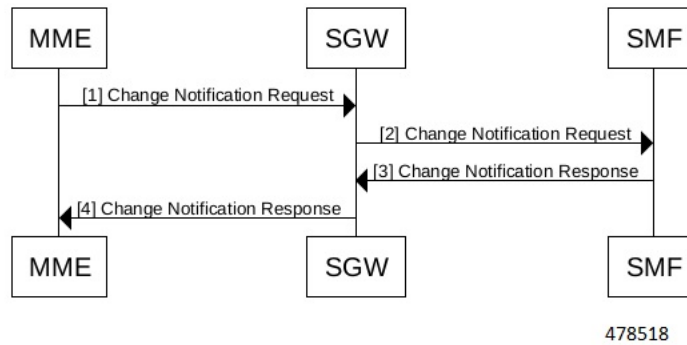 MME
SGW
SMF
[1] Change Notification Request
[2] Change Notification Request
[3] Change Notification Response
[4] Change Notification Response
MME
SGW
SMF
478518